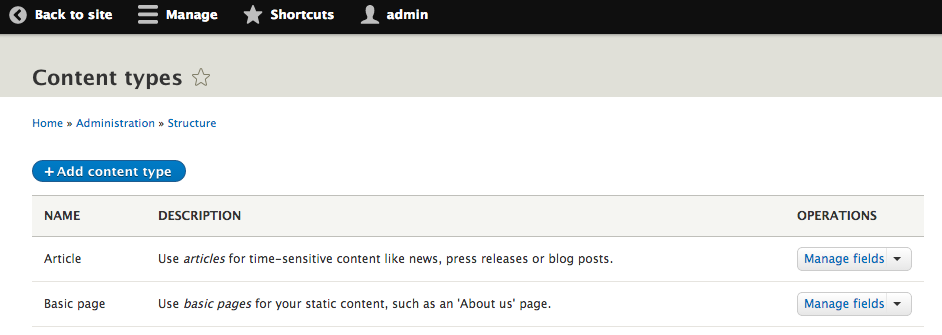 Back to site Manage Shortcuts admin
Content types
Home » Administration » Structure
+ Add content type
NAME DESCRIPTION OPERATIONS
Article Use articles for time-sensitive content like news, press releases or blog posts. Manage fields
Basic page Use basic pages for your static content, such as an 'About us' page. Manage fields